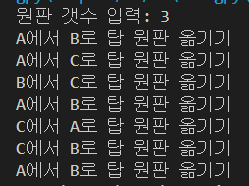 원판 갯수 입력: 3
A에서 B로 탑 원판 옮기기
A에서 C로 탑 원판 옮기기
B에서 C로 탑 원판 옮기기
A에서 B로 탑 원판 옮기기
C에서 A로 탑 원판 옮기기
C에서 B로 탑 원판 옮기기
A에서 B로 탑 원판 옮기기